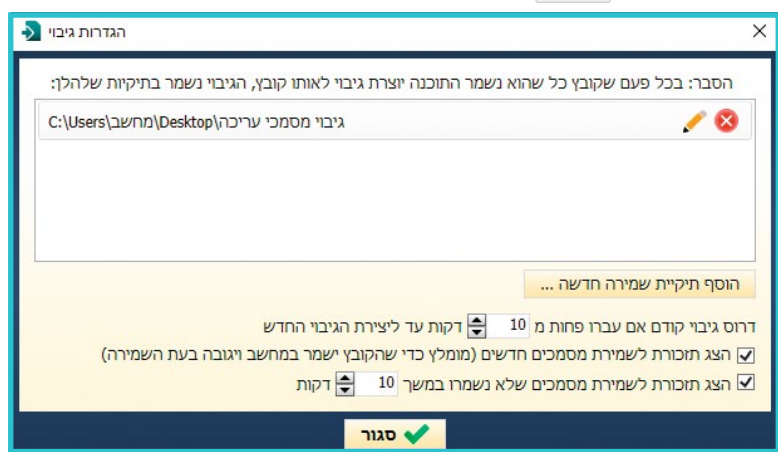 הגדרות גיבוי
הסבר: בכל פעם שקובץ כל שהוא נשמר התוכנה יוצרת גיבוי לאותו קובץ, הגיבוי נשמר בתיקיות שלהלן:
C:\Users\מחשב\Desktop\גיבוי מסמכי עריכה
הוסף תיקיית שמירה חדשה ...
דרוס גיבוי קודם אם עברו פחות מ 10 דקות עד ליצירת הגיבוי החדש
הצג תזכורת לשמירת מסמכים חדשים (מומלץ כדי שהקובץ ישמר במחשב ויגובה בעת השמירה)
הצג תזכורת לשמירת מסמכים שלא נשמרו במשך 10 דקות
סגור